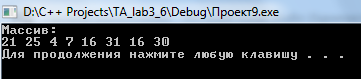 D:\C++ Projects\TA_lab3_6\Debug\Проект9.exe
Массив:
21 25 4 7 16 31 16 30
Для продолжения нажмите любую клавишу . . .